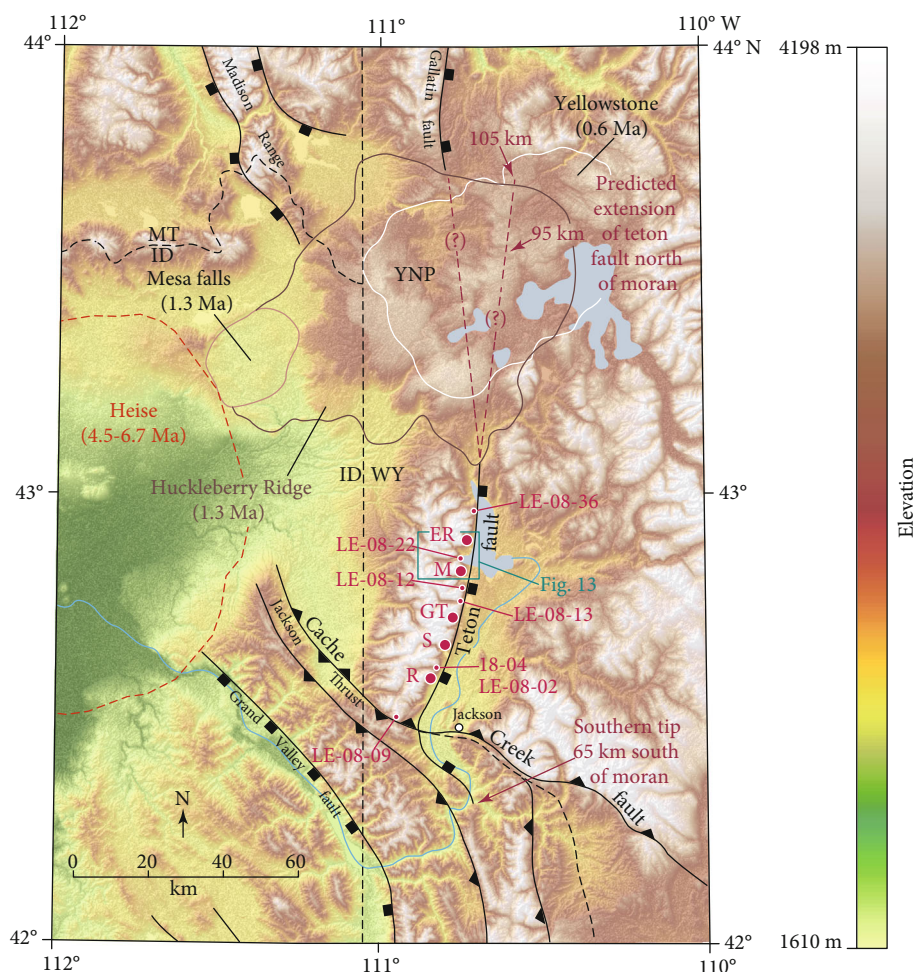 112°
111°
110° W
44°
44° N
4198 m
Madison
Range
Gallatin
fault
Yellowstone
(0.6 Ma)
105 km
Predicted
extension
of teton
fault north
of moran
95 km
(?)
(?)
MT
ID
Mesa falls
(1.3 Ma)
YNP
Heise
(4.5-6.7 Ma)
Huckleberry Ridge
(1.3 Ma)
ID
WY
43°
43°
Elevation
LE-08-36
ER
LE-08-22
M
LE-08-12
Fig. 13
LE-08-13
GT
S
18-04
R
LE-08-02
Teton
fault
Jackson
Thrust
Cache
Creek
fault
Jackson
LE-08-09
Southern tip
65 km south
of moran
Grand
Valley
fault
N
0
20
40
60
km
42°
42°
1610 m
112°
111°
110°